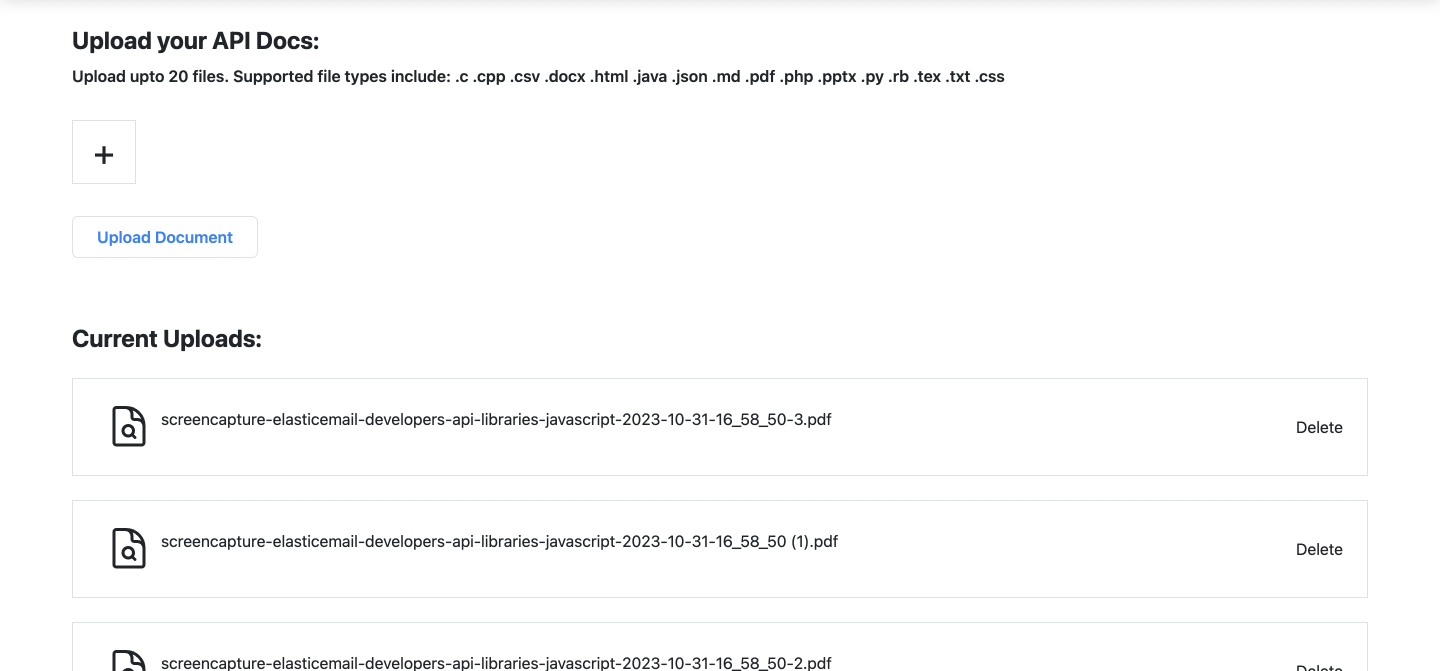 Upload your API Docs:
Upload upto 20 files. Supported file types include: .c .cpp .csv .docx .html .java .json .md .pdf .php .pptx .py .rb .tex .txt .css
+
Upload Document
Current Uploads:
screencapture-elasticemail-developers-api-libraries-javascript-2023-10-31-16_58_50-3.pdf
Delete
screencapture-elasticemail-developers-api-libraries-javascript-2023-10-31-16_58_50 (1).pdf
Delete
screencapture-elasticemail-developers-api-libraries-javascript-2023-10-31-16_58_50-2.pdf
Delete